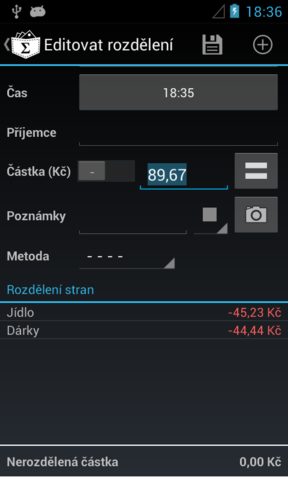 18:36
Editovat rozdělení
Čas 18:35
Příjemce
Částka (Kč) - 89,67
Poznámky
Metoda - - - -
Rozdělení stran
Jídlo -45,23 Kč
Dárky -44,44 Kč
Nerozdělená částka 0,00 Kč